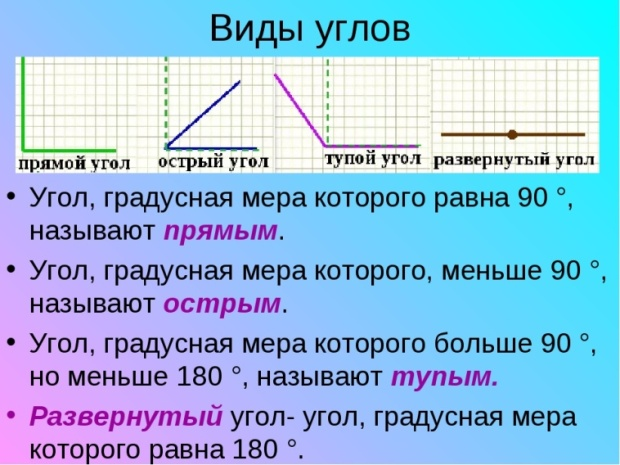 Виды углов
прямой угол острый угол тупой угол развернутый угол
• Угол, градусная мера которого равна 90 °,
называют прямым.
• Угол, градусная мера которого, меньше 90 °,
называют острым.
• Угол, градусная мера которого больше 90 °,
но меньше 180 °, называют тупым.
• Развернутый угол- угол, градусная мера
которого равна 180 °.